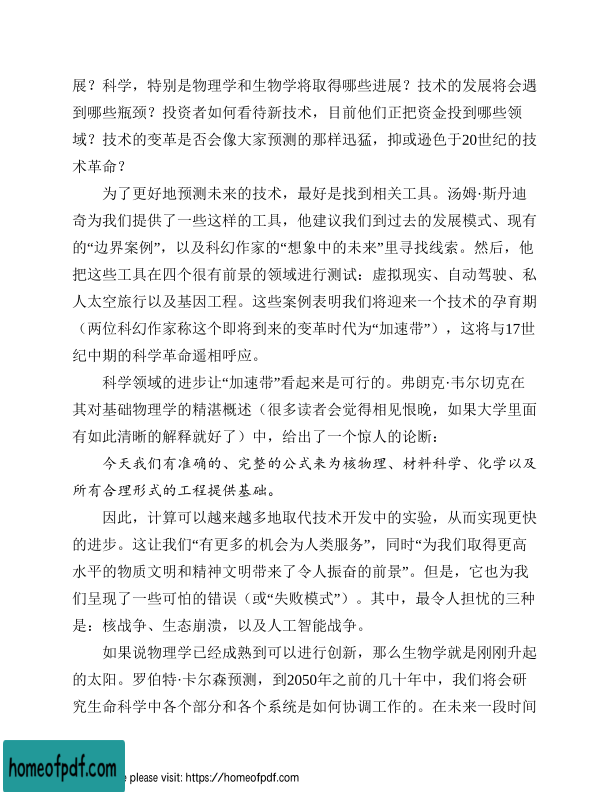 展？科学，特别是物理学和生物学将取得哪些进展？技术的发展将会遇
到哪些瓶颈？投资者如何看待新技术，目前他们正把资金投到哪些领
域？技术的变革是否会像大家预测的那样迅猛，抑或逊色于20世纪的技
术革命？
为了更好地预测未来的技术，最好是找到相关工具。汤姆·斯丹迪
奇为我们提供了一些这样的工具，他建议我们到过去的发展模式、现有
的“边界案例”，以及科幻作家的“想象中的未来”里寻找线索。然后，他
把这些工具在四个很有前景的领域进行测试：虚拟现实、自动驾驶、私
人太空旅行以及基因工程。这些案例表明我们将迎来一个技术的孕育期
（两位科幻作家称这个即将到来的变革时代为“加速带”），这将与17世
纪中期的科学革命遥相呼应。
科学领域的进步让“加速带”看起来是可行的。弗朗克·韦尔切克在
其对基础物理学的精湛概述（很多读者会觉得相见恨晚，如果大学里面
有如此清晰的解释就好了）中，给出了一个惊人的论断：
今天我们有准确的、完整的公式来为核物理、材料科学、化学以及
所有合理形式的工程提供基础。
因此，计算可以越来越多地取代技术开发中的实验，从而实现更快
的进步。这让我们“有更多的机会为人类服务”，同时“为我们取得更高
水平的物质文明和精神文明带来了令人振奋的前景”。但是，它也为我
们呈现了一些可怕的错误（或“失败模式”）。其中，最令人担忧的三种
是：核战争、生态崩溃，以及人工智能战争。
如果说物理学已经成熟到可以进行创新，那么生物学就是刚刚升起
的太阳。罗伯特·卡尔森预测，到2050年之前的几十年中，我们将会研
究生命科学中各个部分和各个系统是如何协调工作的。在未来一段时间
homeofpdf.com
e please visit: https://homeofpdf.com